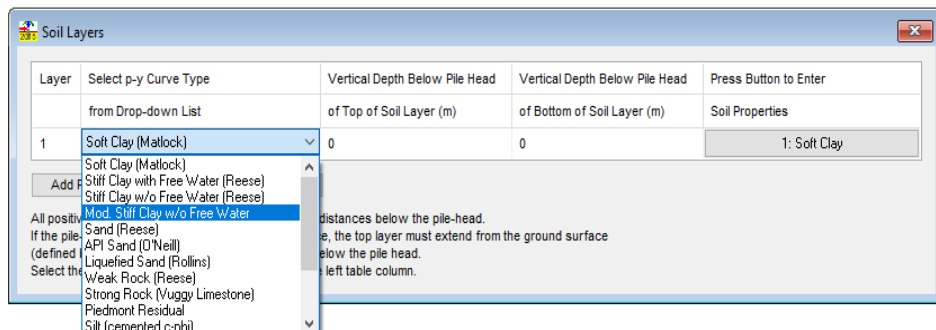 2015 Soil Layers
Layer Select p-y Curve Type Vertical Depth Below Pile Head Vertical Depth Below Pile Head Press Button to Enter
from Drop-down List of Top of Soil Layer (m) of Bottom of Soil Layer (m) Soil Properties
1 Soft Clay (Matlock) 0 0 1: Soft Clay
Soft Clay (Matlock)
Stiff Clay with Free Water (Reese)
Stiff Clay w/o Free Water (Reese)
Mod. Stiff Clay w/o Free Water
Sand (Reese)
API Sand (O'Neill)
Liquefied Sand (Rollins)
Weak Rock (Reese)
Strong Rock (Vuggy Limestone)
Piedmont Residual
Silt (cemented c-phi)
Add
All distances below the pile-head.
If the pile- the top layer must extend from the ground surface
(defined below the pile head.
Select left table column.